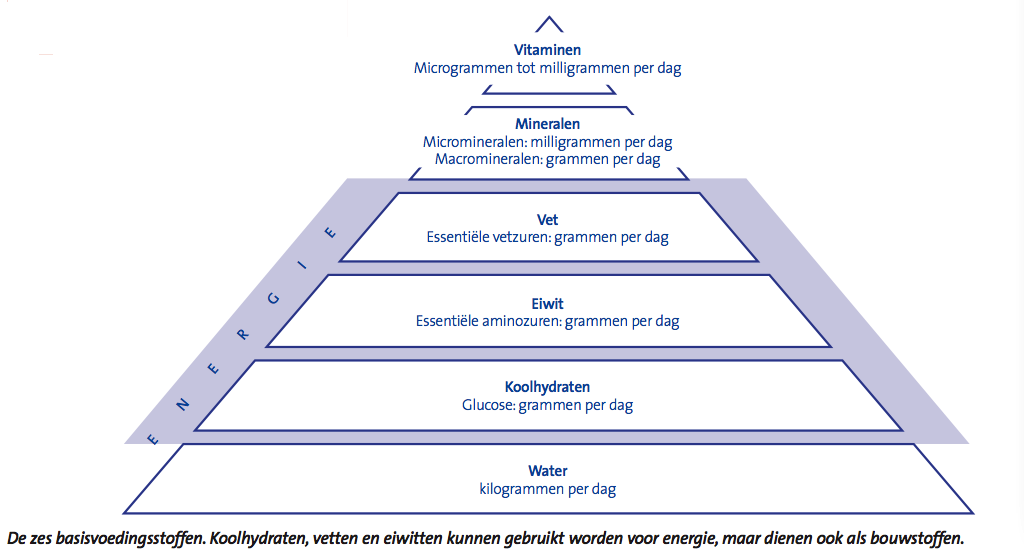 Vitaminen
Microgrammen tot milligrammen per dag
Mineralen
Micromineralen: milligrammen per dag
Macromineralen: grammen per dag
Vet
Essentiële vetzuren: grammen per dag
Eiwit
Essentiële aminozuren: grammen per dag
Koolhydraten
Glucose: grammen per dag
Water
kilogrammen per dag
ENERGIE
De zes basisvoedingsstoffen. Koolhydraten, vetten en eiwitten kunnen gebruikt worden voor energie, maar dienen ook als bouwstoffen.